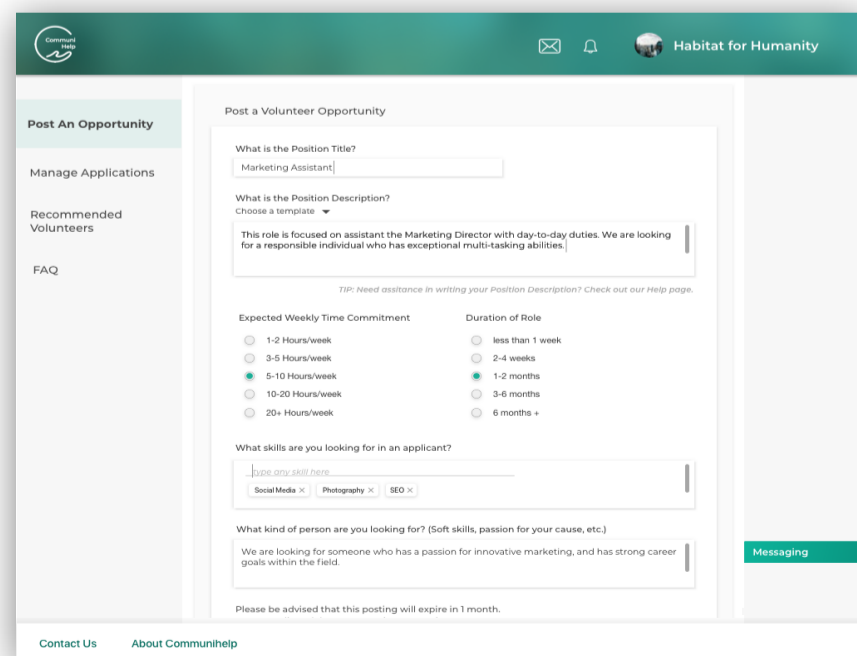 Communi
Help
Habitat for Humanity
Post An Opportunity
Manage Applications
Recommended
Volunteers
FAQ
Post a Volunteer Opportunity
What is the Position Title?
Marketing Assistant
What is the Position Description?
Choose a template
This role is focused on assistant the Marketing Director with day-to-day duties. We are looking
for a responsible individual who has exceptional multi-tasking abilities.
TIP: Need assitance in writing your Position Description? Check out our Help page.
Expected Weekly Time Commitment
1-2 Hours/week
3-5 Hours/week
5-10 Hours/week
10-20 Hours/week
20+ Hours/week
Duration of Role
less than 1 week
2-4 weeks
1-2 months
3-6 months
6 months +
What skills are you looking for in an applicant?
type any skill here
Social Media ×
Photography ×
SEO ×
What kind of person are you looking for? (Soft skills, passion for your cause, etc.)
We are looking for someone who has a passion for innovative marketing, and has strong career
goals within the field.
Please be advised that this posting will expire in 1 month.
Messaging
Contact Us
About Communihelp